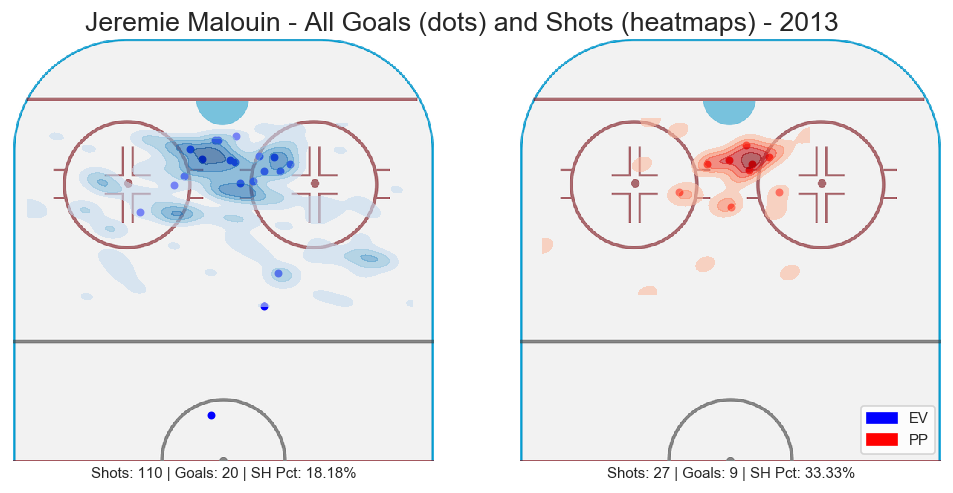 Jeremie Malouin - All Goals (dots) and Shots (heatmaps) - 2013
EV
PP
Shots: 110 | Goals: 20 | SH Pct: 18.18%
Shots: 27 | Goals: 9 | SH Pct: 33.33%